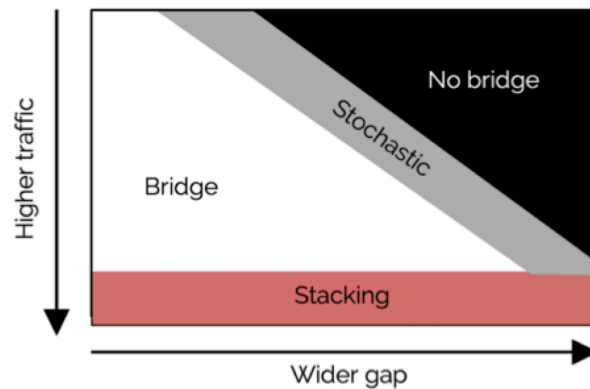 No bridge
Stochastic
Bridge
Higher traffic
Stacking
Wider gap